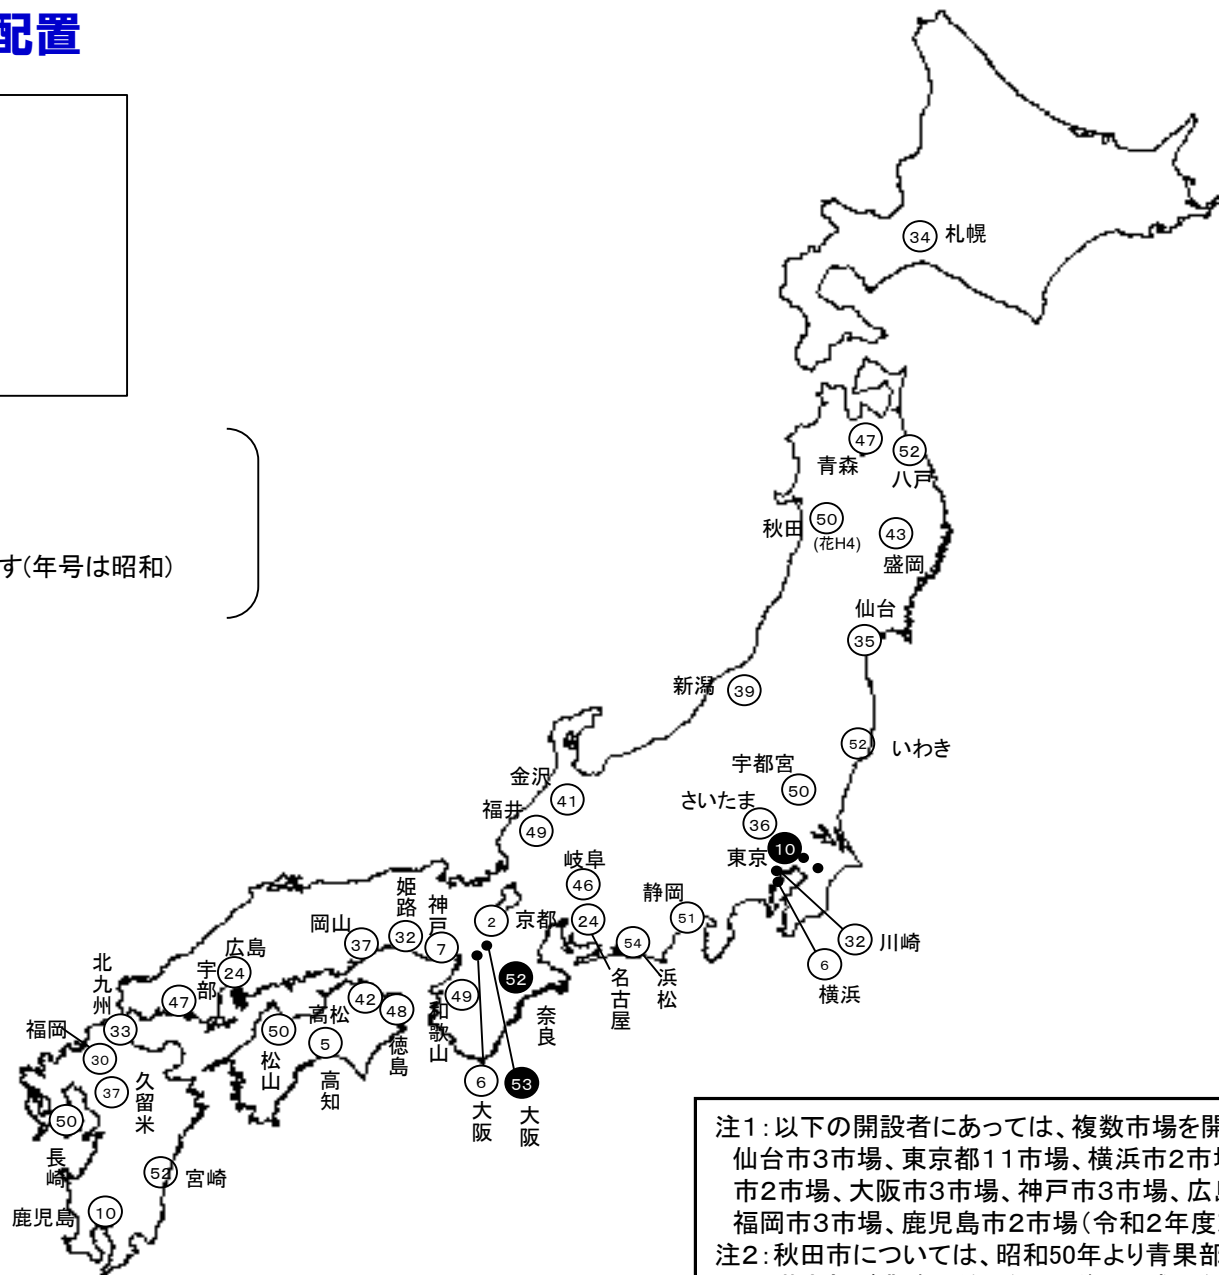 配置
す(年号は昭和)
34 札幌
47
青森
52
八戸
秋田 50
(花H4)
43
盛岡
仙台
35
新潟 39
52 いわき
宇都宮
50
さいたま
36
東京 10
金沢
41
福井
49
岐阜
46
静岡
51
24
名古屋
54
浜松
32 川崎
6
横浜
2 京都
姫路
32
神戸
7
岡山
37
広島
24
宇部
47
北九州
33
福岡
30
久留米
37
50
長崎
52 宮崎
鹿児島 10
高松 42
48
徳島
50
松山
5
高知
49
和歌山
52
奈良
6
大阪
53
大阪
注1:以下の開設者にあっては、複数市場を開
仙台市3市場、東京都11市場、横浜市2市場
市2市場、大阪市3市場、神戸市3市場、広島
福岡市3市場、鹿児島市2市場(令和2年度
注2:秋田市については、昭和50年より青果部